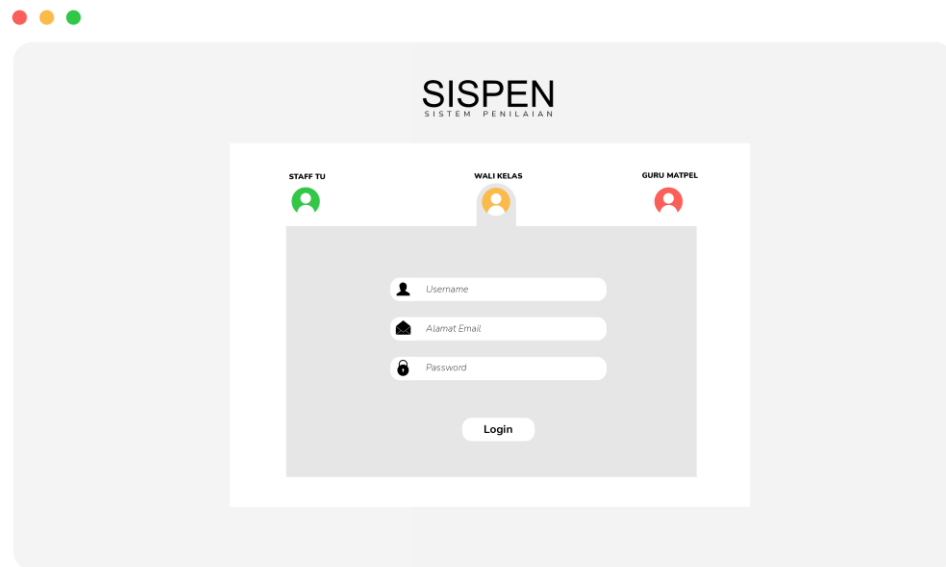 SISPEN
SISTEM PENILAIAN
STAFF TU
WALI KELAS
GURU MATPEL
Username
Alamat Email
Password
Login